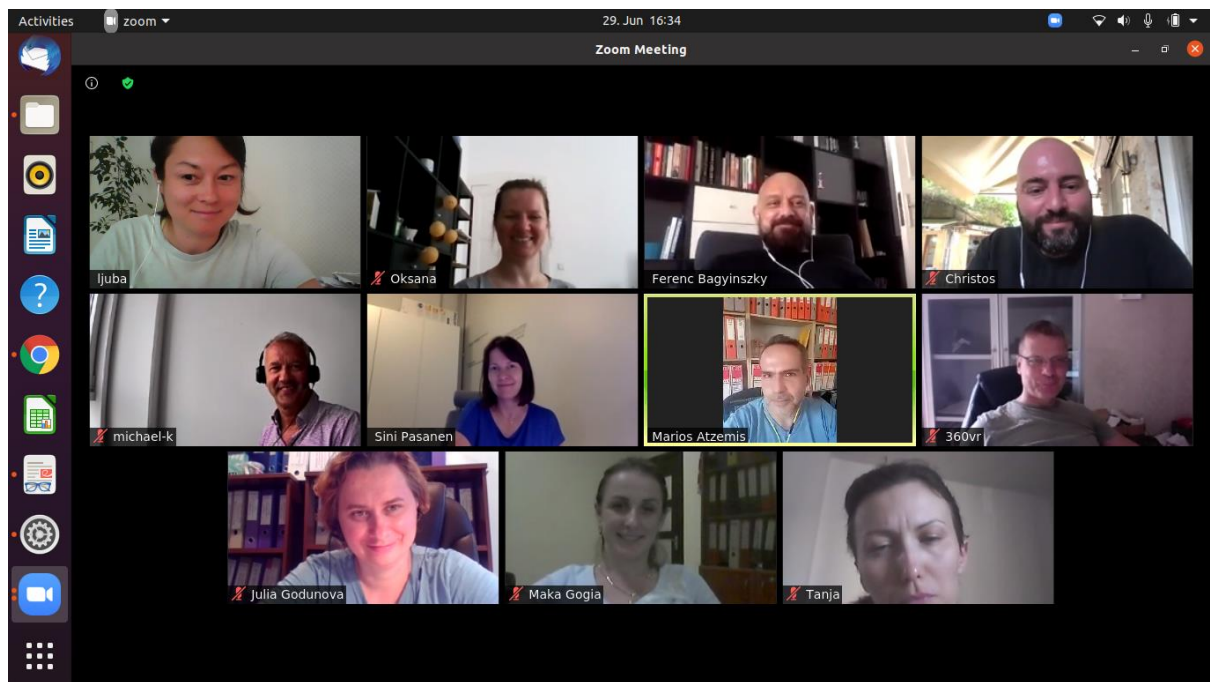 Activities
zoom
29. Jun 16:34
Zoom Meeting
ljuba
Oksana
Ferenc Bagyinszky
Christos
michael-k
Sini Pasanen
Marios Atzemis
360vr
Julia Godunova
Maka Gogia
Tanja